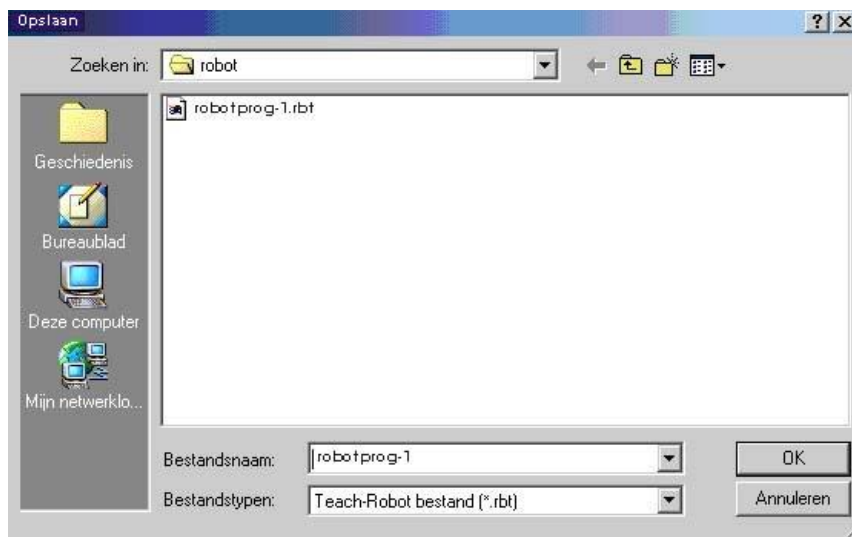 Opslaan
Zoeken in: robot
robotprog-1.rbt
Geschiedenis
Bureaublad
Deze computer
Mijn netwerklo...
Bestandsnaam: robotprog-1 OK
Bestandstypen: Teach-Robot bestand (*.rbt) Annuleren